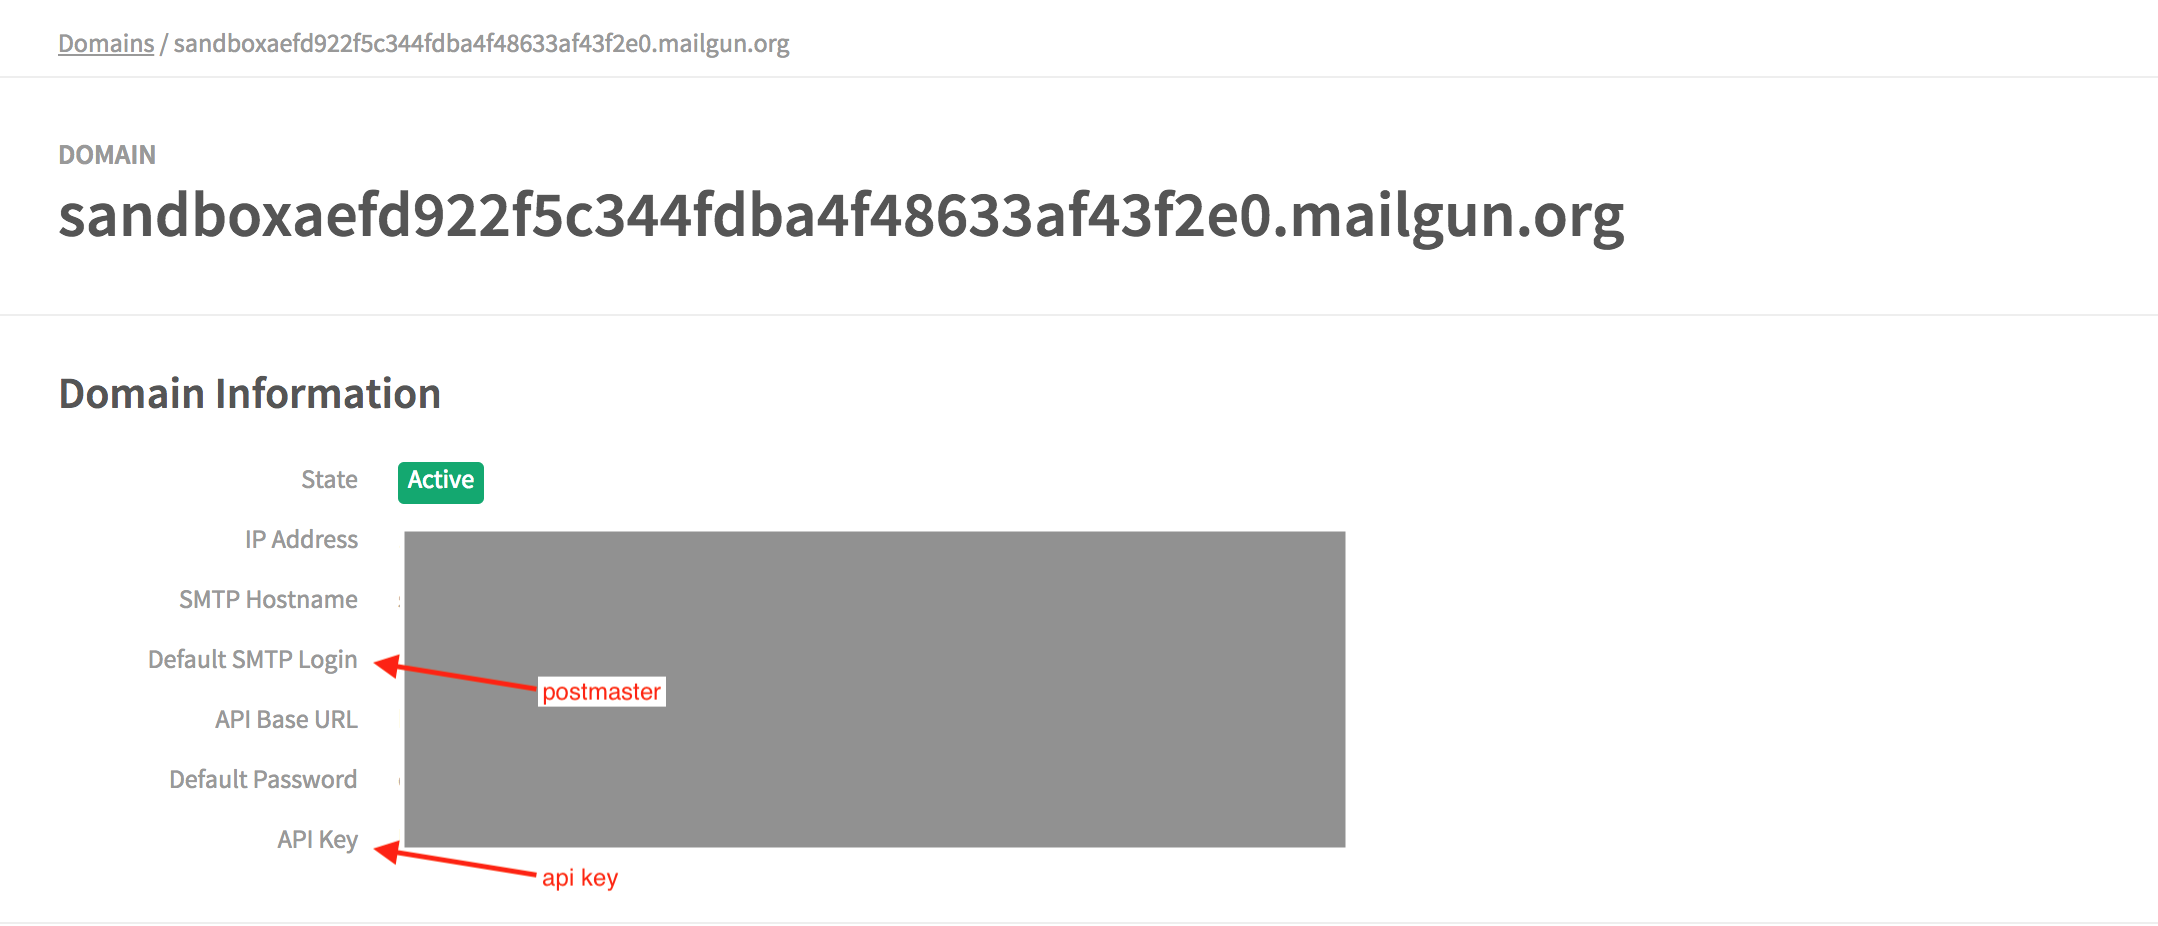 Domains / sandboxaefd922f5c344fdba4f48633af43f2e0.mailgun.org
DOMAIN
sandboxaefd922f5c344fdba4f48633af43f2e0.mailgun.org
Domain Information
State Active
IP Address
SMTP Hostname
Default SMTP Login
postmaster
API Base URL
Default Password
API Key
api key